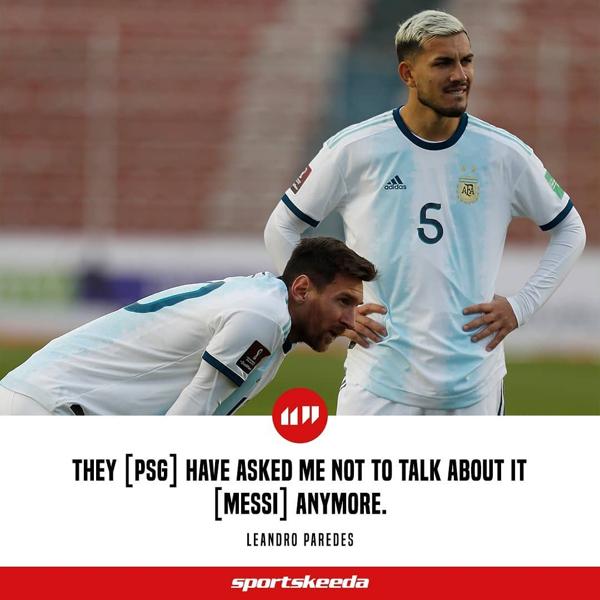 adidas
AFA
5
THEY [PSG] HAVE ASKED ME NOT TO TALK ABOUT IT
[MESSI] ANYMORE.
LEANDRO PAREDES
sportskeeda